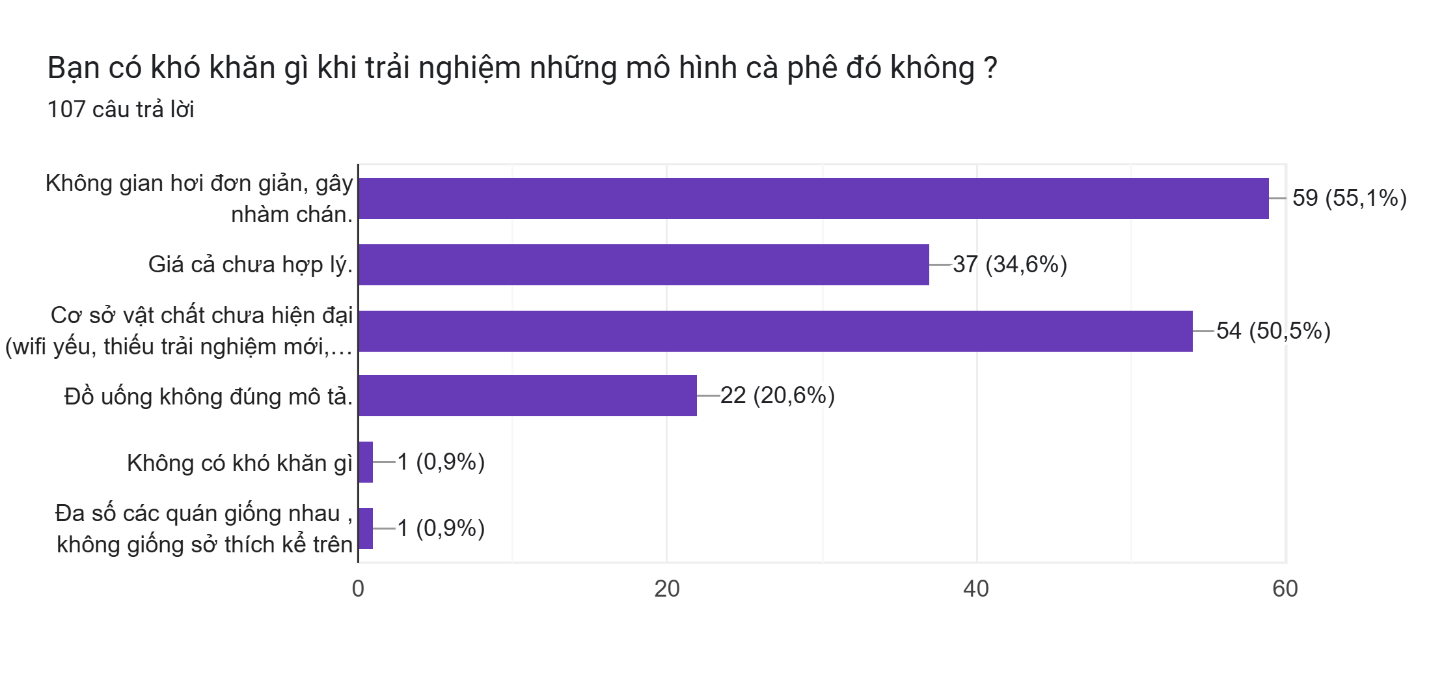 Bạn có khó khăn gì khi trải nghiệm những mô hình cà phê đó không ?
107 câu trả lời
Không gian hơi đơn giản, gây
nhàm chán.
59 (55,1%)
Giá cả chưa hợp lý.
37 (34,6%)
Cơ sở vật chất chưa hiện đại
(wifi yếu, thiếu trải nghiệm mới,…
54 (50,5%)
Đồ uống không đúng mô tả.
22 (20,6%)
Không có khó khăn gì
1 (0,9%)
Đa số các quán giống nhau ,
không giống sở thích kể trên
1 (0,9%)
0 20 40 60